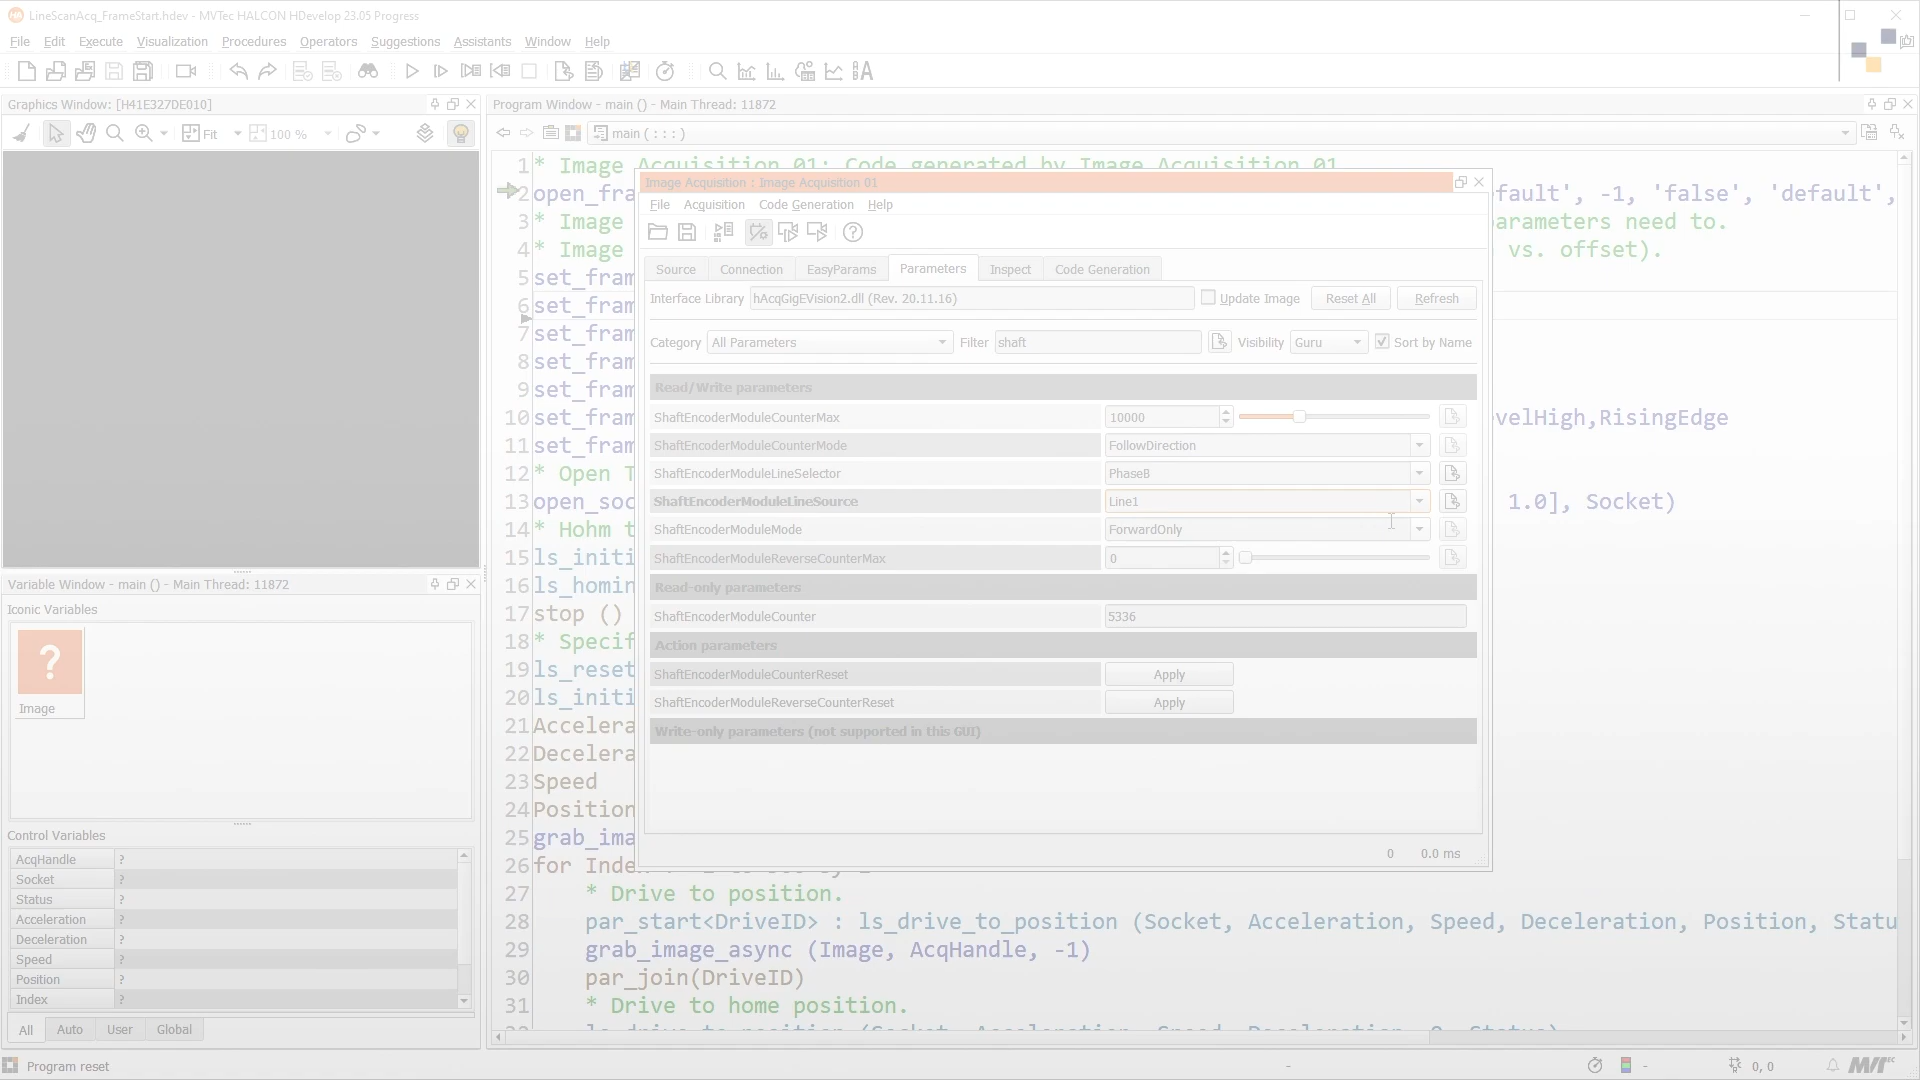 LineScanAcq_FrameStart.hdev - MVTec HALCON HDevelop 23.05 Progress
File Edit Execute Visualization Procedures Operators Suggestions Assistants Window Help
Graphics Window: [H41E327DE010]
Fit 100 %
Program Window - main () - Main Thread: 11872
main ( : : : )
1 * Image Acquisition 01: Code generated by Image Acquisition 01
2 open_fra fault', -1, 'false', 'default',
3 * Image arameters need to.
4 * Image vs. offset).
5 set_fram
6 set_fram
7 set_fram
8 set_fram
9 set_fram
10 set_fram velHigh,RisingEdge
11 set_fram
12 * Open T
13 open_soc 1.0], Socket)
14 * Hohm t
15 ls_initi
16 ls_homin
17 stop ()
18 * Specif
19 ls_reset
20 ls_initi
21 Accelera
22 Decelera
23 Speed
24 Position
25 grab_ima
26 for Index
27 * Drive to position.
28 par_start<DriveID> : ls_drive_to_position (Socket, Acceleration, Speed, Deceleration, Position, Statu
29 grab_image_async (Image, AcqHandle, -1)
30 par_join(DriveID)
31 * Drive to home position.
ls_drive_to_position (Socket, Acceleration, Speed, Deceleration, 0, Status)
Image Acquisition : Image Acquisition 01
File Acquisition Code Generation Help
Source Connection EasyParams Parameters Inspect Code Generation
Interface Library hAcqGigEVision2.dll (Rev. 20.11.16) Update Image Reset All Refresh
Category All Parameters Filter shaft Visibility Guru Sort by Name
Read/Write parameters
ShaftEncoderModuleCounterMax 10000
ShaftEncoderModuleCounterMode FollowDirection
ShaftEncoderModuleLineSelector PhaseB
ShaftEncoderModuleLineSource Line1
ShaftEncoderModuleMode ForwardOnly
ShaftEncoderModuleReverseCounterMax 0
Read-only parameters
ShaftEncoderModuleCounter 5336
Action parameters
ShaftEncoderModuleCounterReset Apply
ShaftEncoderModuleReverseCounterReset Apply
Write-only parameters (not supported in this GUI)
0 0.0 ms
Variable Window - main () - Main Thread: 11872
Iconic Variables
?
Image
Control Variables
AcqHandle ?
Socket ?
Status ?
Acceleration ?
Deceleration ?
Speed ?
Position ?
Index ?
All Auto User Global
Program reset - - 0, 0 MVTec